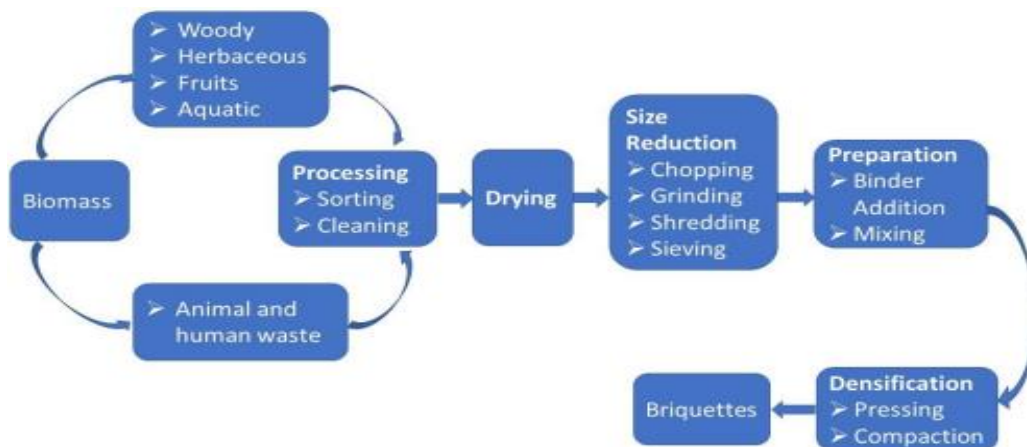 ➢ Woody
➢ Herbaceous
➢ Fruits
➢ Aquatic
Biomass
➢ Animal and
human waste
Processing
➢ Sorting
➢ Cleaning
Drying
Size
Reduction
➢ Chopping
➢ Grinding
➢ Shredding
➢ Sieving
Preparation
➢ Binder
Addition
➢ Mixing
Densification
➢ Pressing
➢ Compaction
Briquettes